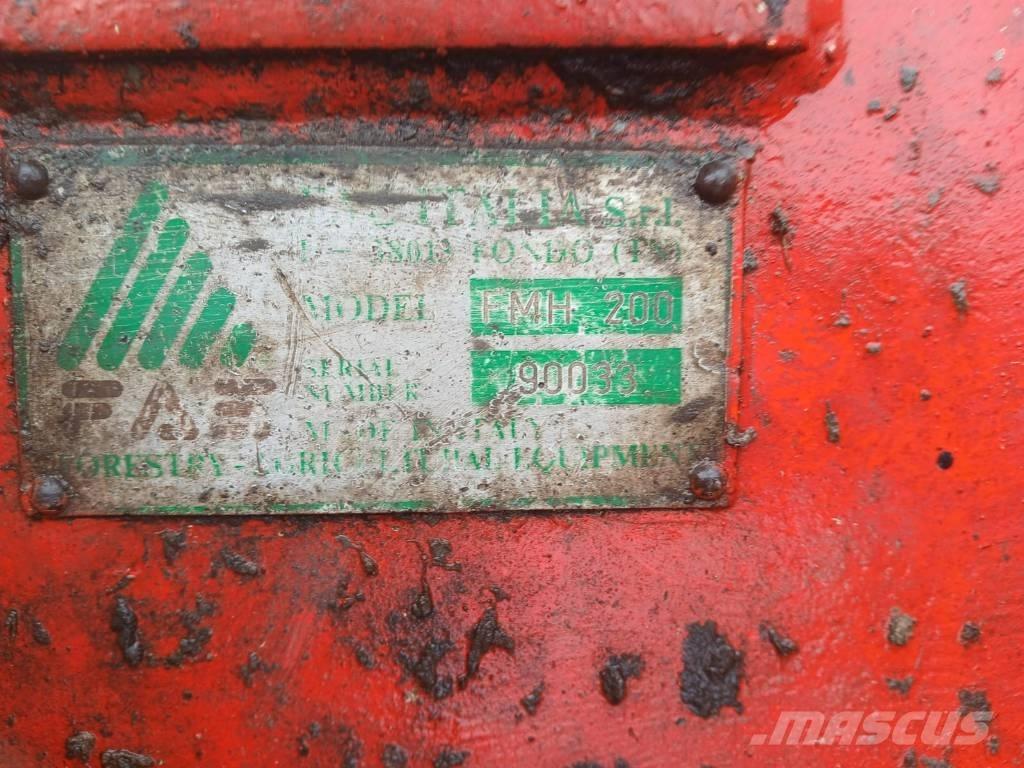 ITALIA S.r.l.
I - 38013 FONDO (TN)
MODEL FMH 200
SERIAL NUMBER 90033
FAE
MADE IN ITALY
FORESTRY - AGRICULTURAL EQUIPMENT
MASCUS